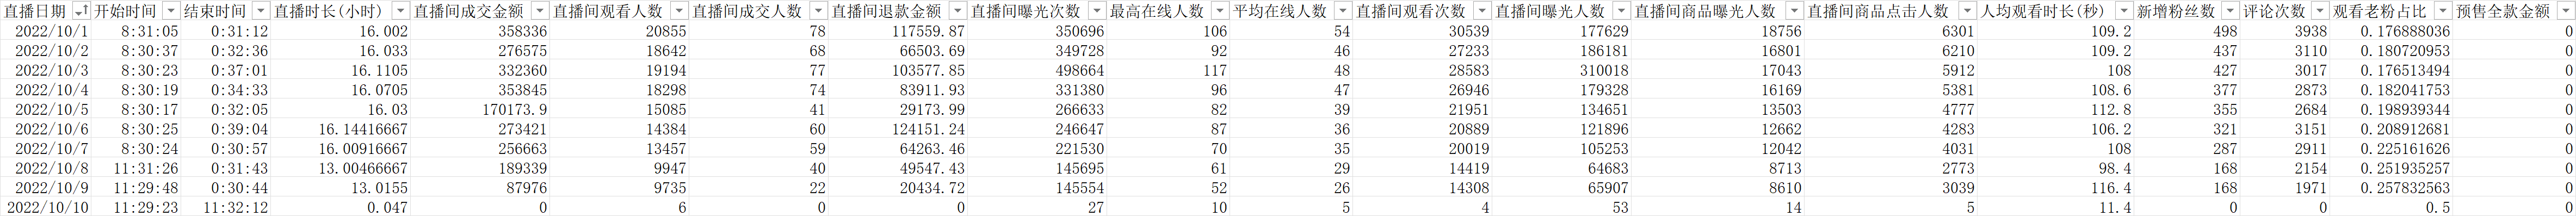 直播日期 开始时间 结束时间 直播时长(小时) 直播间成交金额 直播间观看人数 直播间成交人数 直播间退款金额 直播间曝光次数 最高在线人数 平均在线人数 直播间观看次数 直播间曝光人数 直播间商品曝光人数 直播间商品点击人数 人均观看时长(秒) 新增粉丝数 评论次数 观看老粉占比 预售全款金额
2022/10/1 8:31:05 0:31:12 16.002 358336 20855 78 117559.87 350696 106 54 30539 177629 18756 6301 109.2 498 3938 0.176888036 0
2022/10/2 8:30:37 0:32:36 16.033 276575 18642 68 66503.69 349728 92 46 27233 186181 16801 6210 109.2 437 3110 0.180720953 0
2022/10/3 8:30:23 0:37:01 16.1105 332360 19194 77 103577.85 498664 117 48 28583 310018 17043 5912 108 427 3017 0.176513494 0
2022/10/4 8:30:19 0:34:33 16.0705 353845 18298 74 83911.93 331380 96 47 26946 179328 16169 5381 108.6 377 2873 0.182041753 0
2022/10/5 8:30:17 0:32:05 16.03 170173.9 15085 41 29173.99 266633 82 39 21951 134651 13503 4777 112.8 355 2684 0.198939344 0
2022/10/6 8:30:25 0:39:04 16.14416667 273421 14384 60 124151.24 246647 87 36 20889 121896 12662 4283 106.2 321 3151 0.208912681 0
2022/10/7 8:30:24 0:30:57 16.00916667 256663 13457 59 64263.46 221530 70 35 20019 105253 12042 4031 108 287 2911 0.225161626 0
2022/10/8 11:31:26 0:31:43 13.00466667 189339 9947 40 49547.43 145695 61 29 14419 64683 8713 2773 98.4 168 2154 0.251935257 0
2022/10/9 11:29:48 0:30:44 13.0155 87976 9735 22 20434.72 145554 52 26 14308 65907 8610 3039 116.4 168 1971 0.257832563 0
2022/10/10 11:29:23 11:32:12 0.047 0 6 0 0 27 10 5 4 53 14 5 11.4 0 0 0.5 0